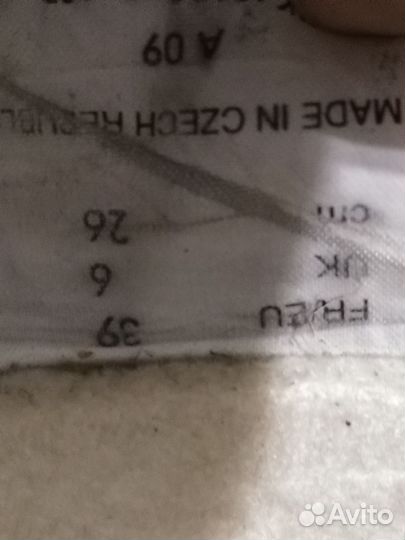 FR/EU 39
UK 6
cm 26
MADE IN CZECH
A 09
Avito